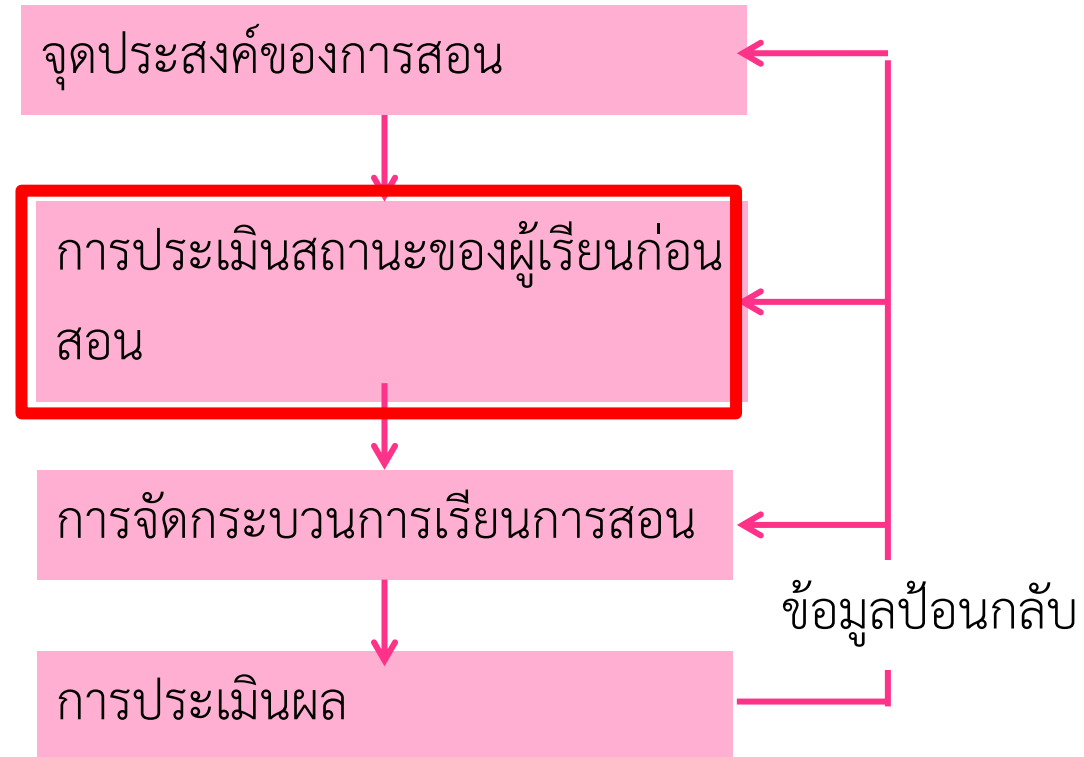 จุดประสงค์ของการสอน
การประเมินสถานะของผู้เรียนก่อน
สอน
การจัดกระบวนการเรียนการสอน
ข้อมูลป้อนกลับ
การประเมินผล